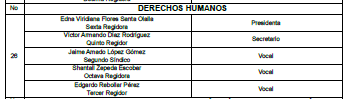 No DERECHOS HUMANOS
Edna Viridiana Flores Santa Olalla
Sexta Regidora
Presidenta
Víctor Armando Díaz Rodríguez
Quinto Regidor
Secretario
26
Jaime Amado López Gómez
Segundo Síndico
Vocal
Shantall Zepeda Escobar
Octava Regidora
Vocal
Edgardo Rebollar Pérez
Tercer Regidor
Vocal